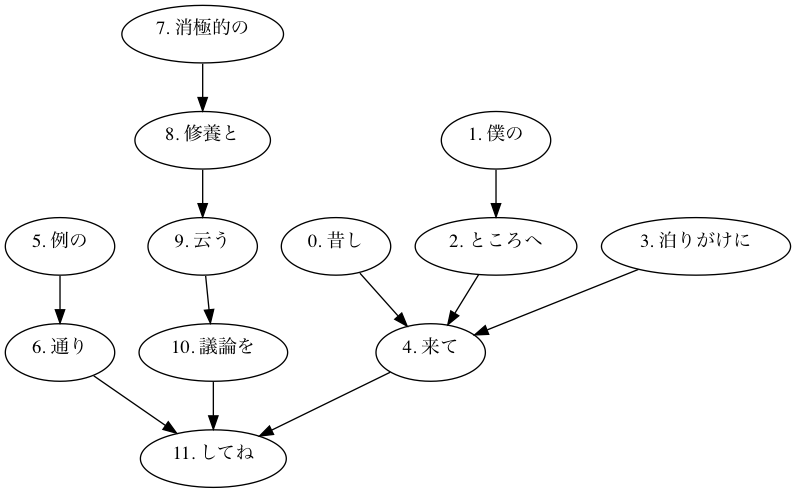 7. 消極的の
8. 修養と
1. 僕の
5. 例の
9. 云う
0. 昔し
2. ところへ
3. 泊りがけに
6. 通り
10. 議論を
4. 来て
11. してね